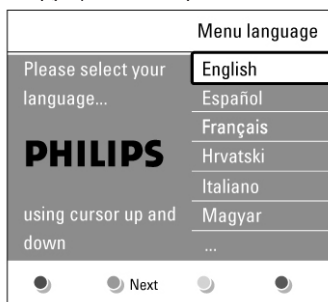 Menu language
Please select your
language...
PHILIPS
using cursor up and
down
English
Español
Français
Hrvatski
Italiano
Magyar
...
Next